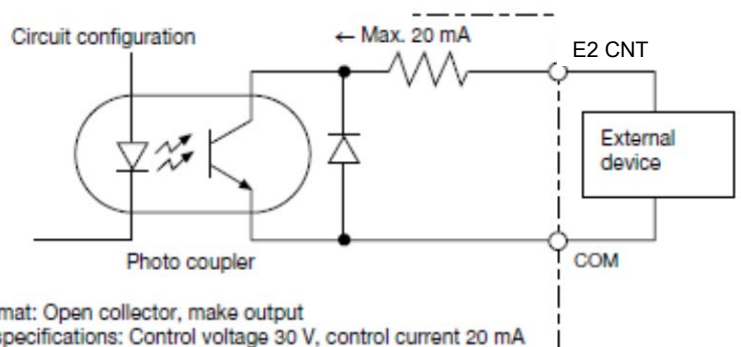 Circuit configuration
← Max. 20 mA
E2 CNT
External
device
Photo coupler
COM
mat: Open collector, make output
specifications: Control voltage 30 V, control current 20 mA